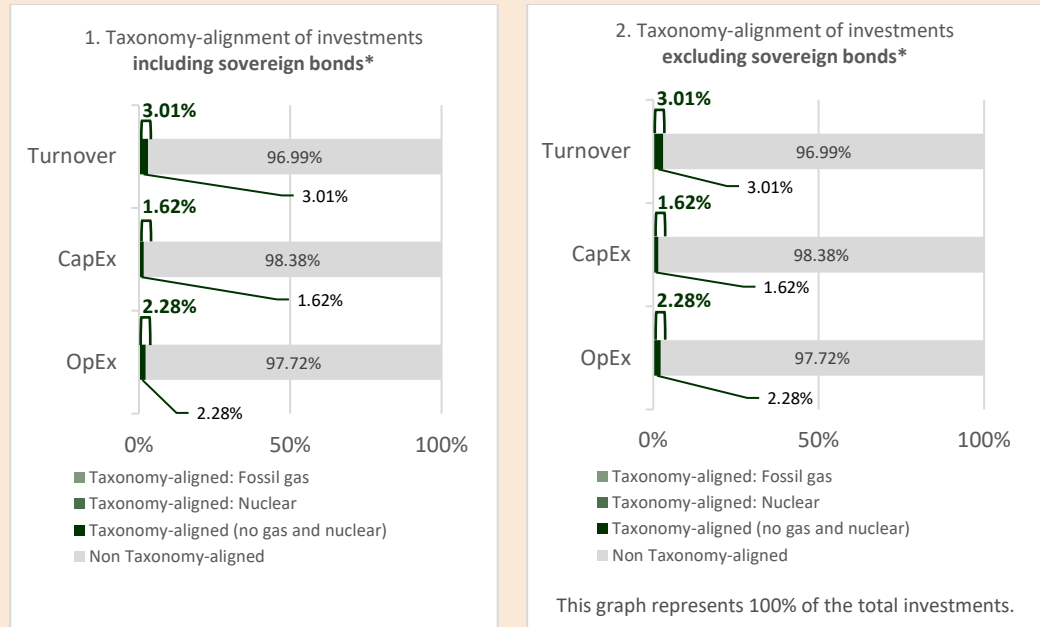 1. Taxonomy-alignment of investments
including sovereign bonds*
3.01%
Turnover
96.99%
3.01%
1.62%
CapEx
98.38%
1.62%
2.28%
OpEx
97.72%
2.28%
0% 50% 100%
Taxonomy-aligned: Fossil gas
Taxonomy-aligned: Nuclear
Taxonomy-aligned (no gas and nuclear)
Non Taxonomy-aligned
2. Taxonomy-alignment of investments
excluding sovereign bonds*
3.01%
Turnover
96.99%
3.01%
1.62%
CapEx
98.38%
1.62%
2.28%
OpEx
97.72%
2.28%
0% 50% 100%
Taxonomy-aligned: Fossil gas
Taxonomy-aligned: Nuclear
Taxonomy-aligned (no gas and nuclear)
Non Taxonomy-aligned
This graph represents 100% of the total investments.